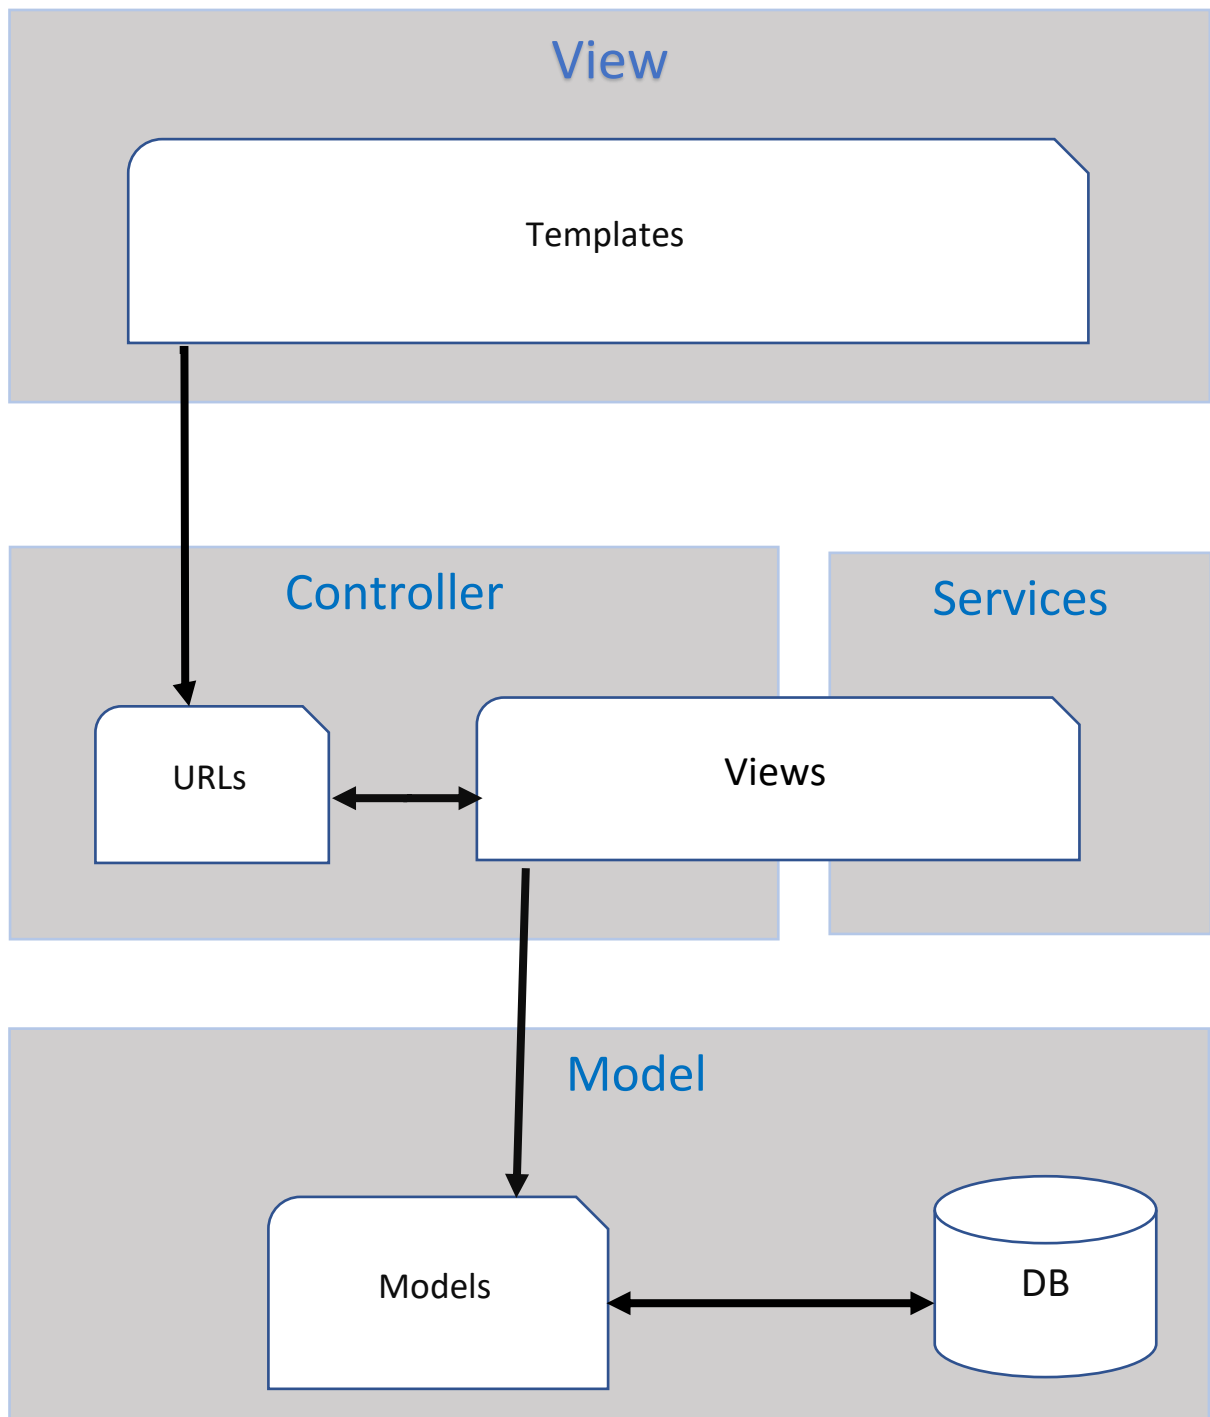 View
Templates
Controller
Services
URLs
Views
Model
Models
DB